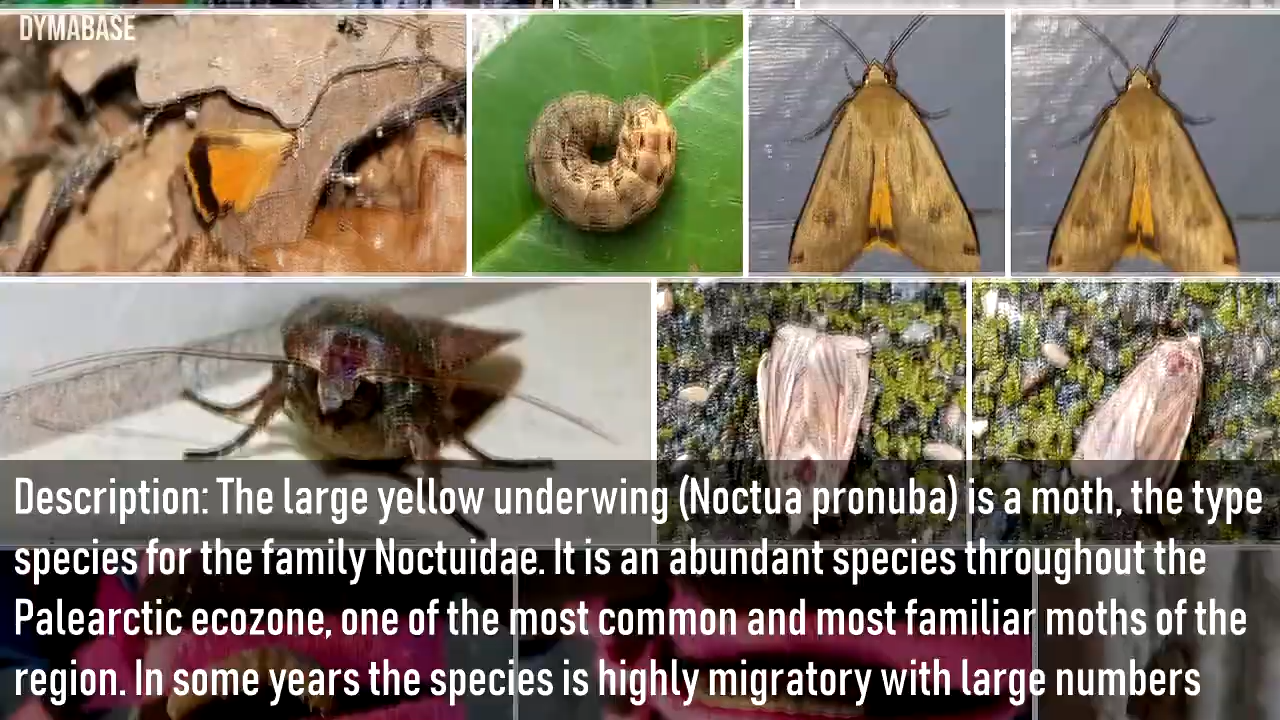 DYMABASE
Description: The large yellow underwing (Noctua pronuba) is a moth, the type
species for the family Noctuidae. It is an abundant species throughout the
Palearctic ecozone, one of the most common and most familiar moths of the
region. In some years the species is highly migratory with large numbers